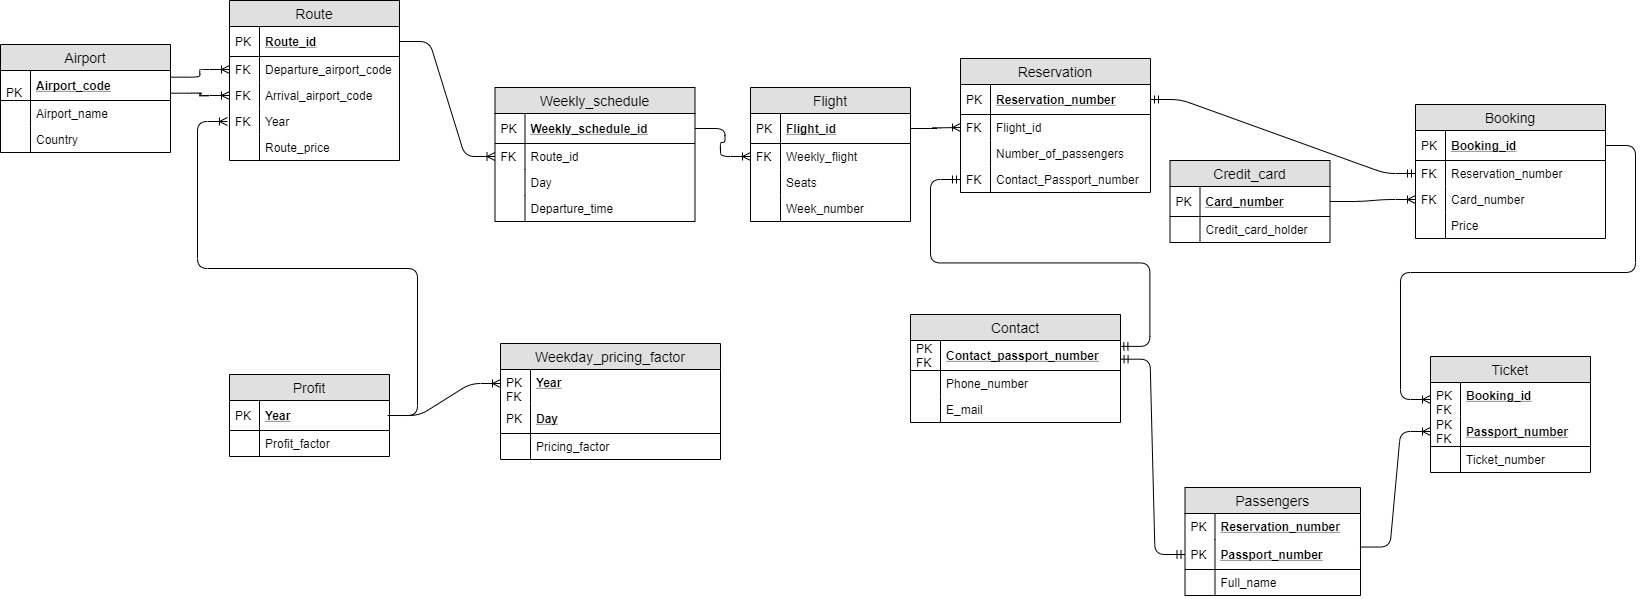 Airport
PK Airport_code
Airport_name
Country
Route
PK Route_id
FK Departure_airport_code
FK Arrival_airport_code
FK Year
Route_price
Weekly_schedule
PK Weekly_schedule_id
FK Route_id
Day
Departure_time
Flight
PK Flight_id
FK Weekly_flight
Seats
Week_number
Reservation
PK Reservation_number
FK Flight_id
Number_of_passengers
FK Contact_Passport_number
Credit_card
PK Card_number
Credit_card_holder
Booking
PK Booking_id
FK Reservation_number
FK Card_number
Price
Profit
PK Year
Profit_factor
Weekday_pricing_factor
PK Year
FK
PK Day
Pricing_factor
Contact
PK
FK Contact_passport_number
Phone_number
E_mail
Ticket
PK Booking_id
FK
PK
FK Passport_number
Ticket_number
Passengers
PK Reservation_number
PK Passport_number
Full_name